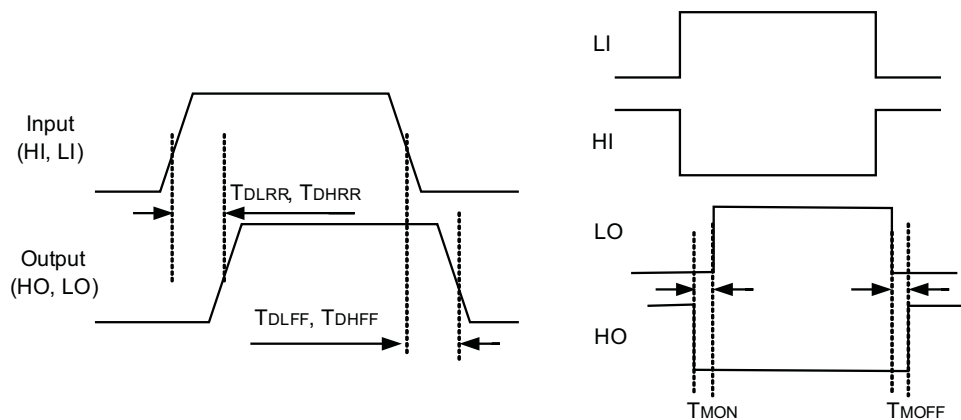 Input
(HI, LI)
TDLRR, TDHRR
Output
(HO, LO)
TDLFF, TDHFF
LI
HI
LO
HO
TMON
TMOFF